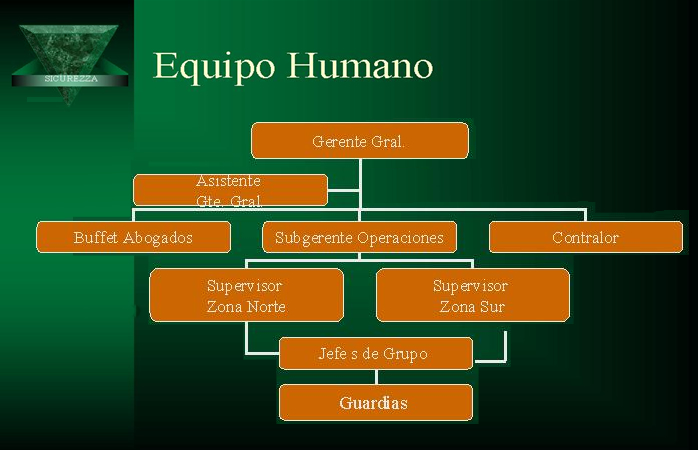 SICUREZZA
Equipo Humano
Gerente Gral.
Asistente
Gte. Gral.
Buffet Abogados
Subgerente Operaciones
Contralor
Supervisor
Zona Norte
Supervisor
Zona Sur
Jefe s de Grupo
Guardias